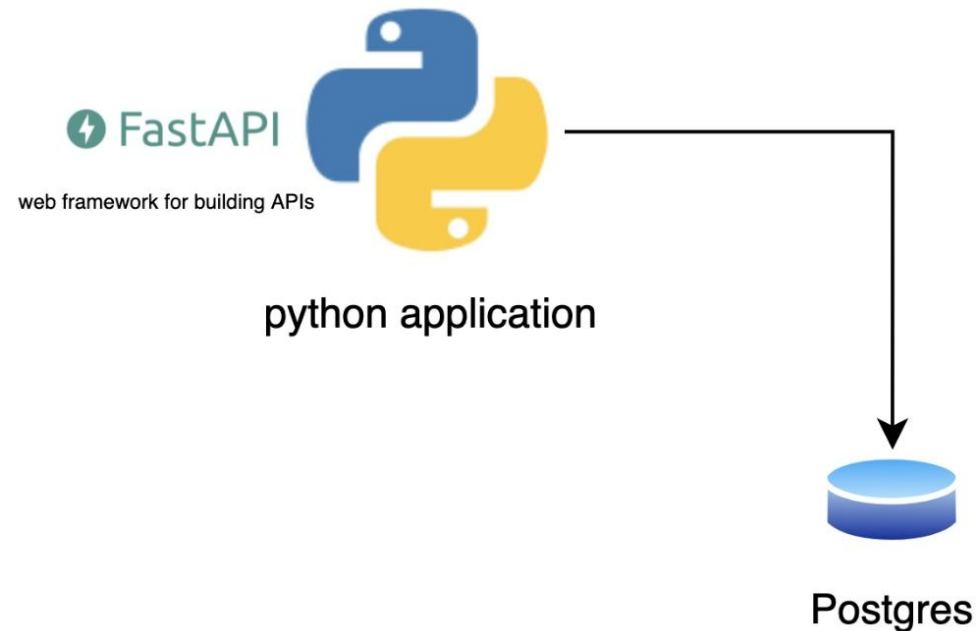 FastAPI
web framework for building APIs
python application
Postgres